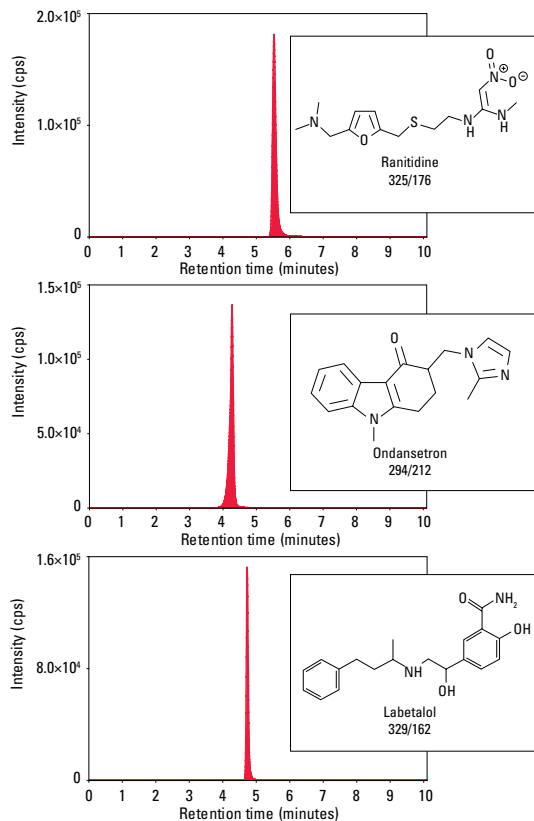 2.0×10⁵
1.0×10⁵
0
Intensity (cps)
0 1 2 3 4 5 6 7 8 9 10
Retention time (minutes)
O
N⊕
O⊖
N
O
S
N
H
N
H
Ranitidine
325/176
1.5×10⁵
1.0×10⁵
5.0×10⁴
0
Intensity (cps)
0 1 2 3 4 5 6 7 8 9 10
Retention time (minutes)
O
N
N
N
Ondansetron
294/212
1.6×10⁵
8.0×10⁴
0
Intensity (cps)
0 1 2 3 4 5 6 7 8 9 10
Retention time (minutes)
O
NH₂
OH
NH
OH
Labetalol
329/162